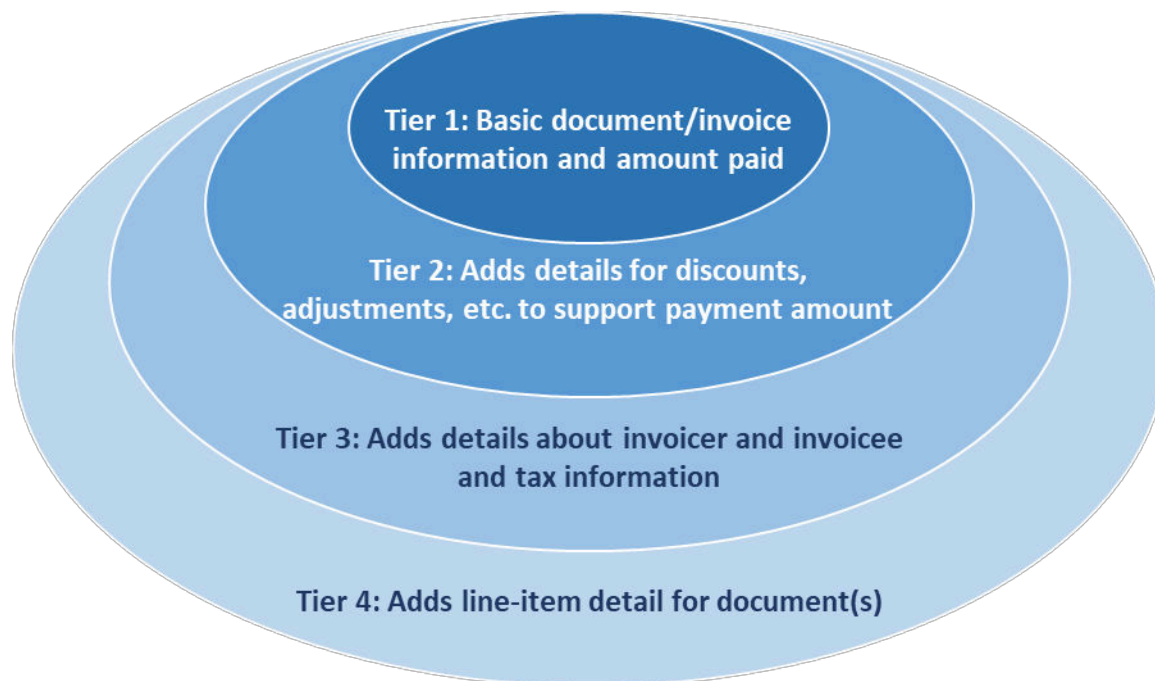 Tier 1: Basic document/invoice
information and amount paid
Tier 2: Adds details for discounts,
adjustments, etc. to support payment amount
Tier 3: Adds details about invoicer and invoicee
and tax information
Tier 4: Adds line-item detail for document(s)